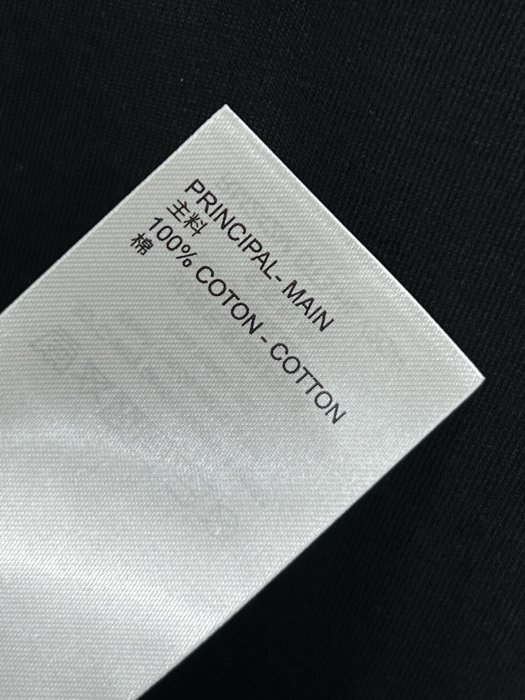 PRINCIPAL- MAIN
主料
100% COTON - COTTON
棉